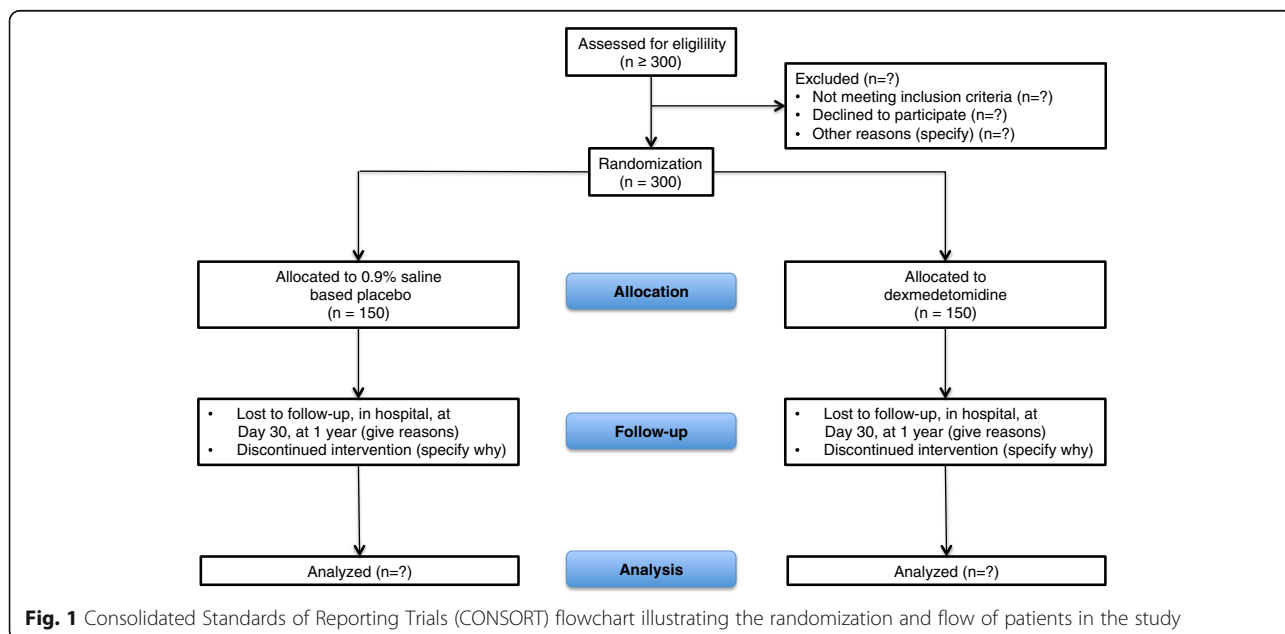 Assessed for eligilility
(n ≥ 300)
Excluded (n=?)
• Not meeting inclusion criteria (n=?)
• Declined to participate (n=?)
• Other reasons (specify) (n=?)
Randomization
(n = 300)
Allocated to 0.9% saline
based placebo
(n = 150)
Allocation
Allocated to
dexmedetomidine
(n = 150)
• Lost to follow-up, in hospital, at
Day 30, at 1 year (give reasons)
• Discontinued intervention (specify why)
Follow-up
• Lost to follow-up, in hospital, at
Day 30, at 1 year (give reasons)
• Discontinued intervention (specify why)
Analyzed (n=?)
Analysis
Analyzed (n=?)
Fig. 1 Consolidated Standards of Reporting Trials (CONSORT) flowchart illustrating the randomization and flow of patients in the study